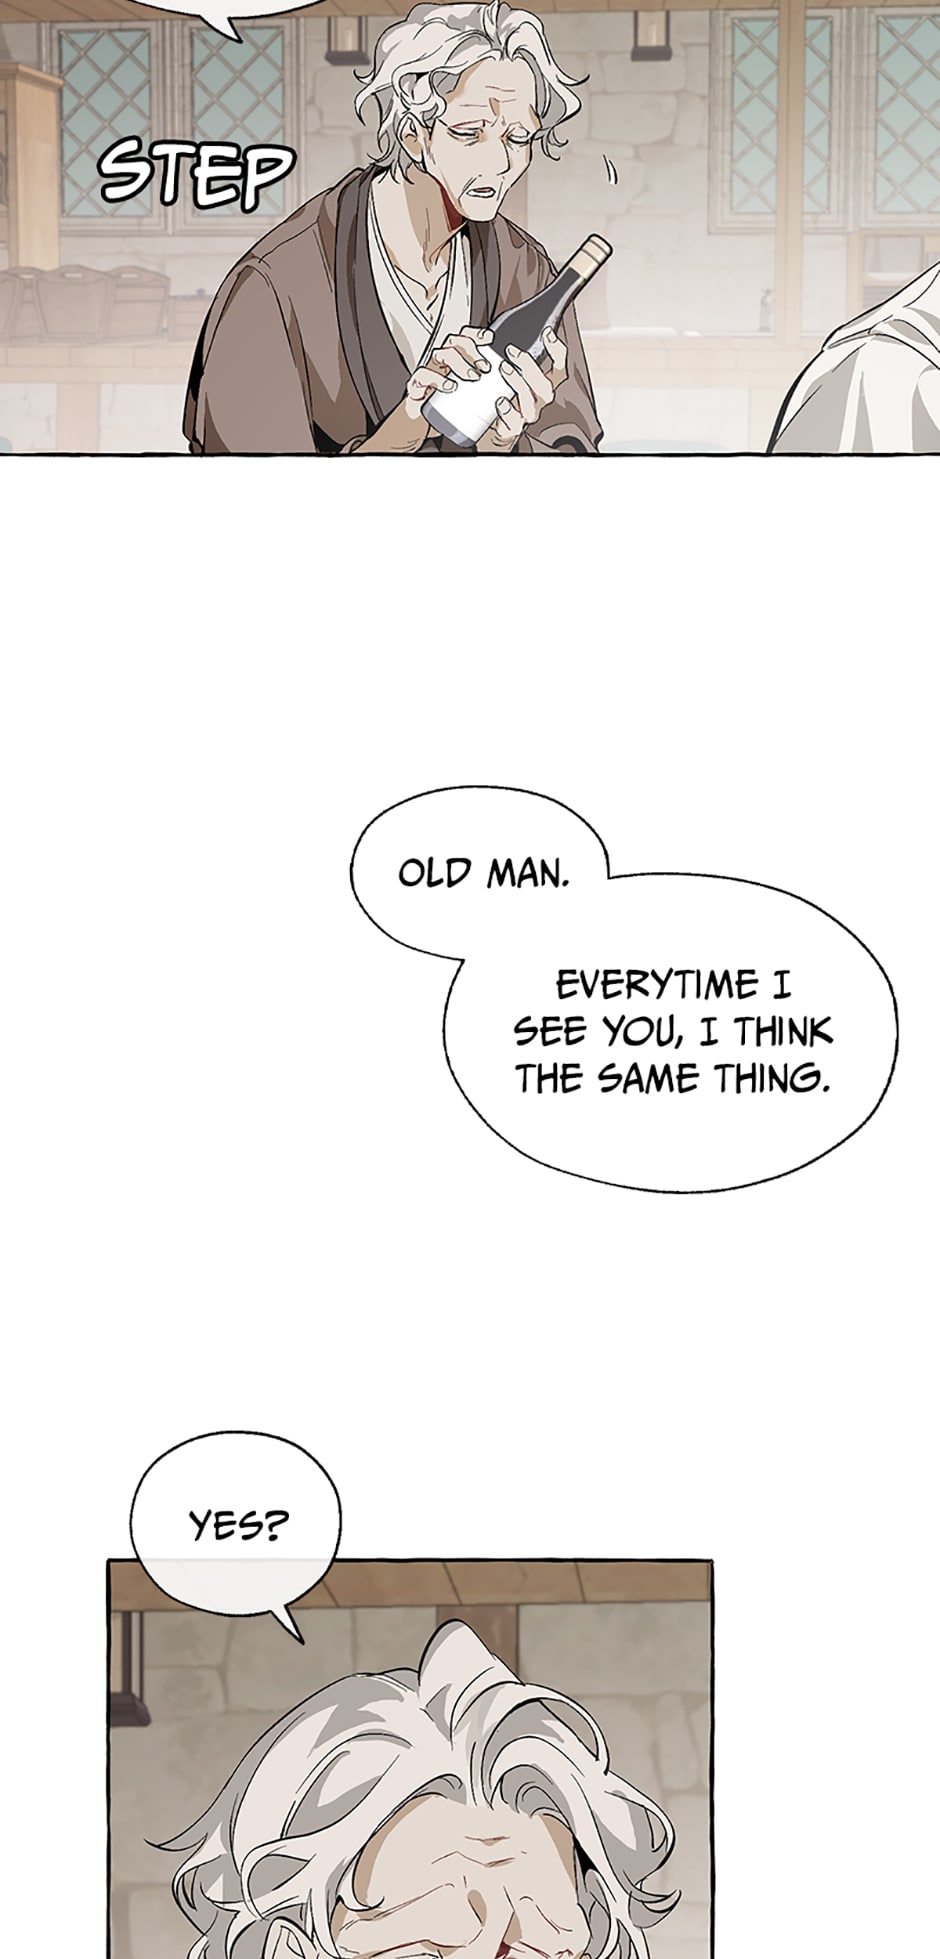 STEP
OLD MAN.
EVERYTIME I
SEE YOU, I THINK
THE SAME THING.
YES?